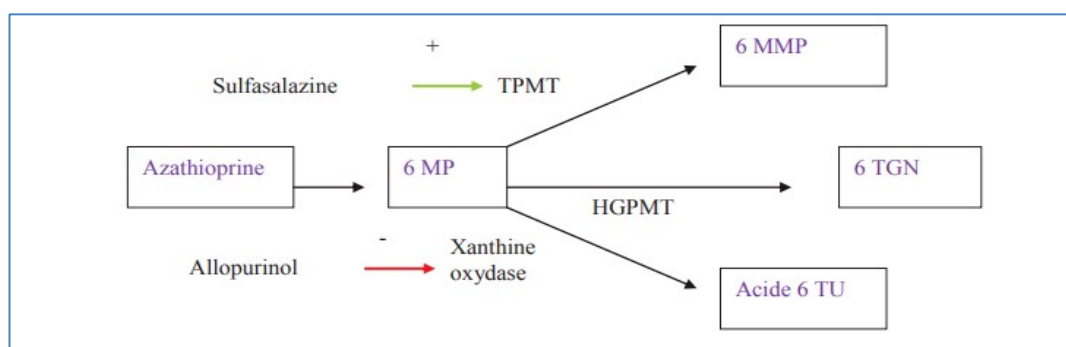 6 MMP
+
Sulfasalazine
TPMT
Azathioprine
6 MP
6 TGN
HGPMT
-
Allopurinol
Xanthine
oxydase
Acide 6 TU